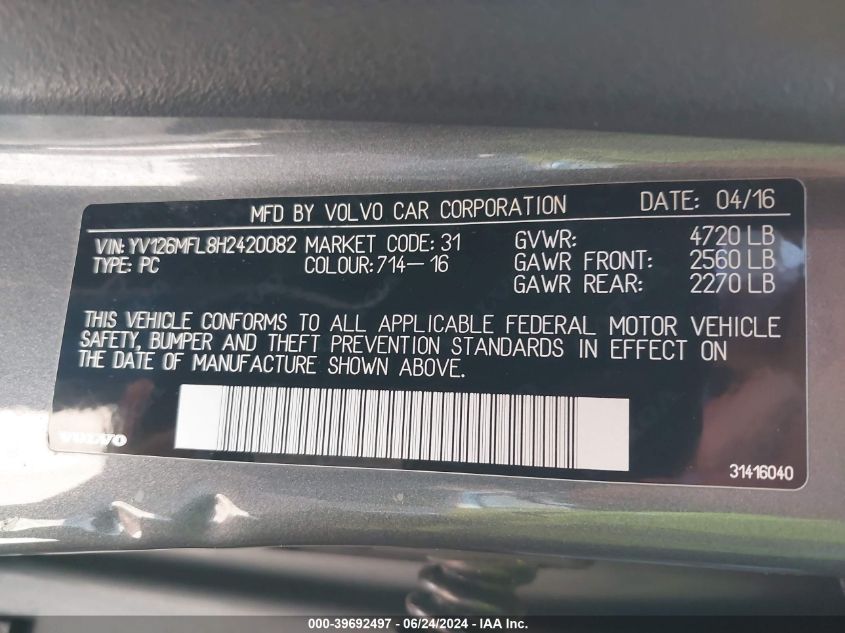 MFD BY VOLVO CAR CORPORATION DATE: 04/16
VIN: YV126MFL8H2420082 MARKET CODE: 31 GVWR: 4720 LB
TYPE: PC COLOUR: 714-16 GAWR FRONT: 2560 LB
GAWR REAR: 2270 LB
THIS VEHICLE CONFORMS TO ALL APPLICABLE FEDERAL MOTOR VEHICLE
SAFETY, BUMPER AND THEFT PREVENTION STANDARDS IN EFFECT ON
THE DATE OF MANUFACTURE SHOWN ABOVE.
VOLVO
31416040
000-39692497 - 06/24/2024 - IAA Inc.